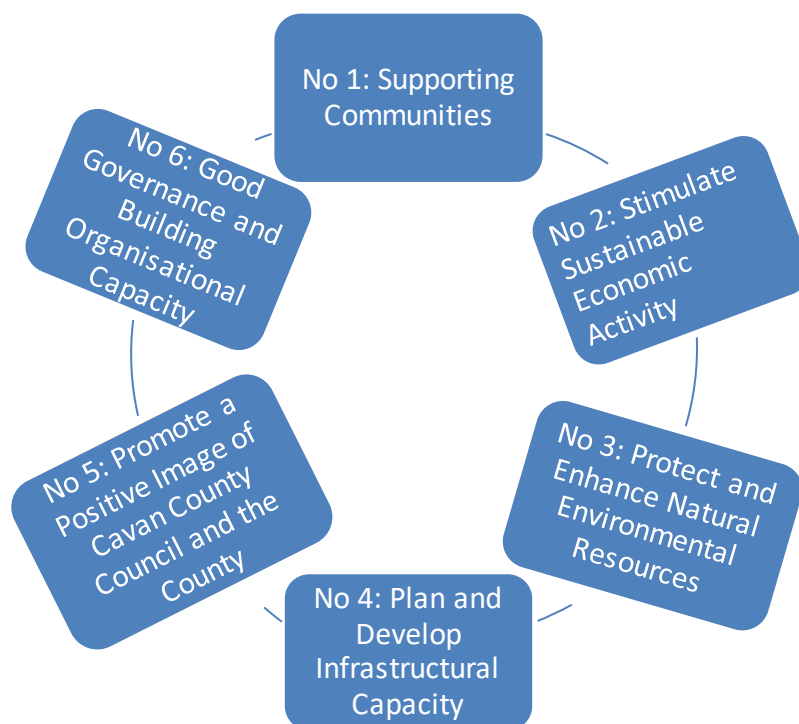 No 1: Supporting
Communities
No 2: Stimulate
Sustainable
Economic
Activity
No 3: Protect and
Enhance Natural
Environmental
Resources
No 4: Plan and
Develop
Infrastructural
Capacity
No 5: Promote a
Positive Image of
Cavan County
Council and the
County
No 6: Good
Governance and
Building
Organisational
Capacity